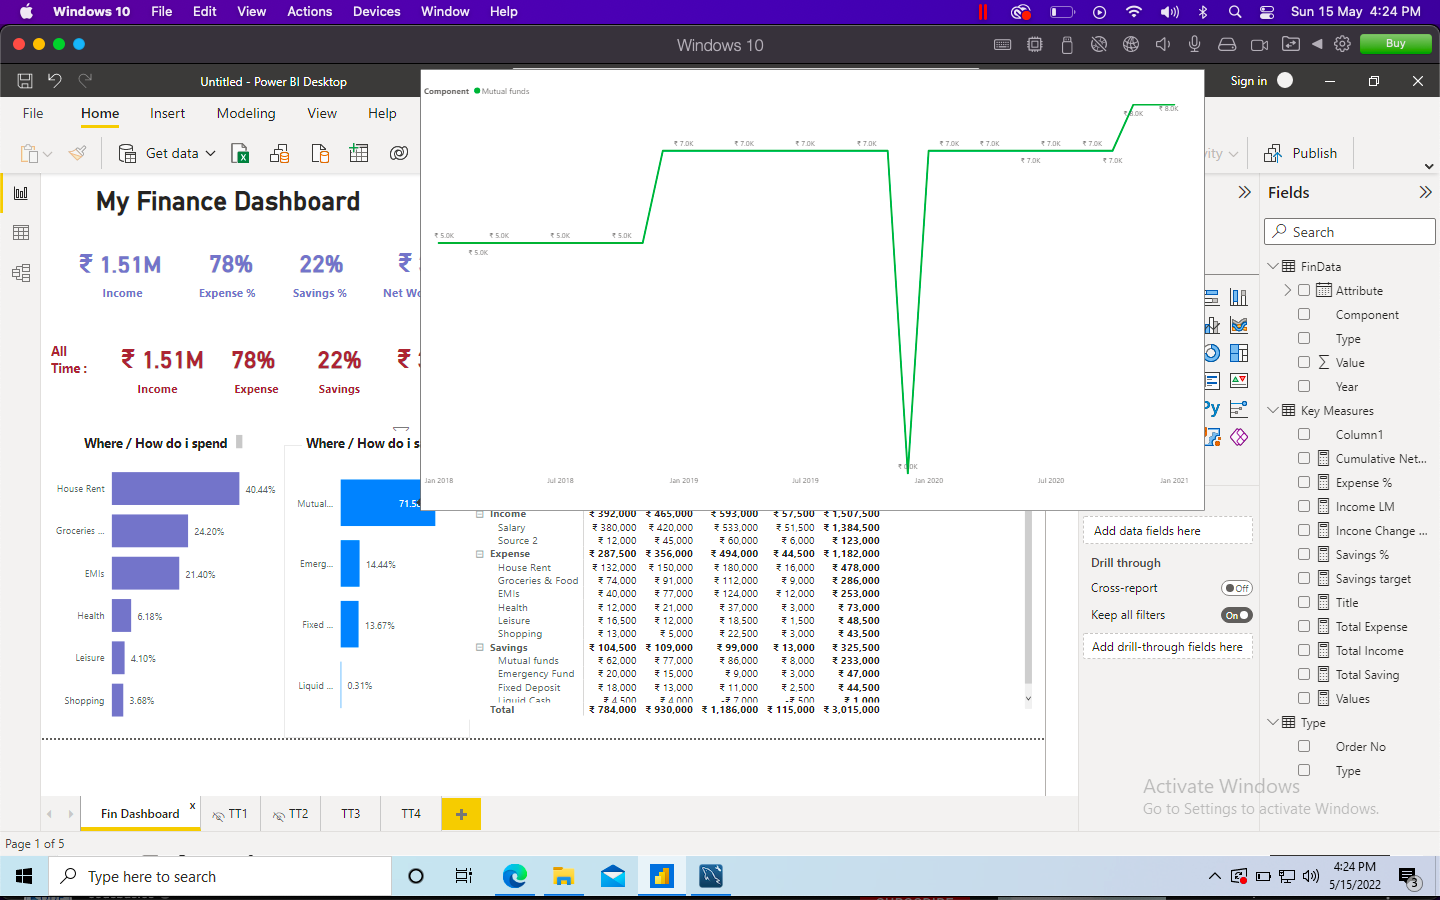 Windows 10 File Edit View Actions Devices Window Help Sun 15 May 4:24 PM
Windows 10
Buy
Untitled - Power BI Desktop
Sign in
File Home Insert Modeling View Help
Get data
Publish
Component Mutual funds
₹ 8.0K ₹ 8.0K
₹ 7.0K ₹ 7.0K ₹ 7.0K ₹ 7.0K ₹ 7.0K ₹ 7.0K ₹ 7.0K ₹ 7.0K
₹ 7.0K ₹ 7.0K
₹ 5.0K ₹ 5.0K ₹ 5.0K ₹ 5.0K
₹ 5.0K
₹ 0.0K
Jan 2018 Jul 2018 Jan 2019 Jul 2019 Jan 2020 Jul 2020 Jan 2021
My Finance Dashboard
₹ 1.51M 78% 22% ₹
Income Expense % Savings % Net Wo
All
Time :
₹ 1.51M 78% 22% ₹
Income Expense Savings
Where / How do i spend
House Rent 40.44%
Groceries ... 24.20%
EMIs 21.40%
Health 6.18%
Leisure 4.10%
Shopping 3.68%
Where / How do i s
Mutual... 71.5
Emerg... 14.44%
Fixed ... 13.67%
Liquid ... 0.31%
Income ₹ 392,000 ₹ 465,000 ₹ 593,000 ₹ 57,500 ₹ 1,507,500
Salary ₹ 380,000 ₹ 420,000 ₹ 533,000 ₹ 51,500 ₹ 1,384,500
Source 2 ₹ 12,000 ₹ 45,000 ₹ 60,000 ₹ 6,000 ₹ 123,000
Expense ₹ 287,500 ₹ 356,000 ₹ 494,000 ₹ 44,500 ₹ 1,182,000
House Rent ₹ 132,000 ₹ 150,000 ₹ 180,000 ₹ 16,000 ₹ 478,000
Groceries & Food ₹ 74,000 ₹ 91,000 ₹ 112,000 ₹ 9,000 ₹ 286,000
EMIs ₹ 40,000 ₹ 77,000 ₹ 124,000 ₹ 12,000 ₹ 253,000
Health ₹ 12,000 ₹ 21,000 ₹ 37,000 ₹ 3,000 ₹ 73,000
Leisure ₹ 16,500 ₹ 12,000 ₹ 18,500 ₹ 1,500 ₹ 48,500
Shopping ₹ 13,000 ₹ 5,000 ₹ 22,500 ₹ 3,000 ₹ 43,500
Savings ₹ 104,500 ₹ 109,000 ₹ 99,000 ₹ 13,000 ₹ 325,500
Mutual funds ₹ 62,000 ₹ 77,000 ₹ 86,000 ₹ 8,000 ₹ 233,000
Emergency Fund ₹ 20,000 ₹ 15,000 ₹ 9,000 ₹ 3,000 ₹ 47,000
Fixed Deposit ₹ 18,000 ₹ 13,000 ₹ 11,000 ₹ 2,500 ₹ 44,500
Liquid Cash ₹ 4,500 ₹ 4,000 -₹ 7,000 -₹ 500 ₹ 1,000
Total ₹ 784,000 ₹ 930,000 ₹ 1,186,000 ₹ 115,000 ₹ 3,015,000
Py
Add data fields here
Drill through
Cross-report Off
Keep all filters On
Add drill-through fields here
Fields
Search
FinData
Attribute
Component
Type
Value
Year
Key Measures
Column1
Cumulative Net...
Expense %
Income LM
Incone Change ...
Savings %
Savings target
Title
Total Expense
Total Income
Total Saving
Values
Type
Order No
Type
Activate Windows
Go to Settings to activate Windows.
Fin Dashboard x TT1 TT2 TT3 TT4 +
Page 1 of 5
Type here to search
4:24 PM
5/15/2022
3